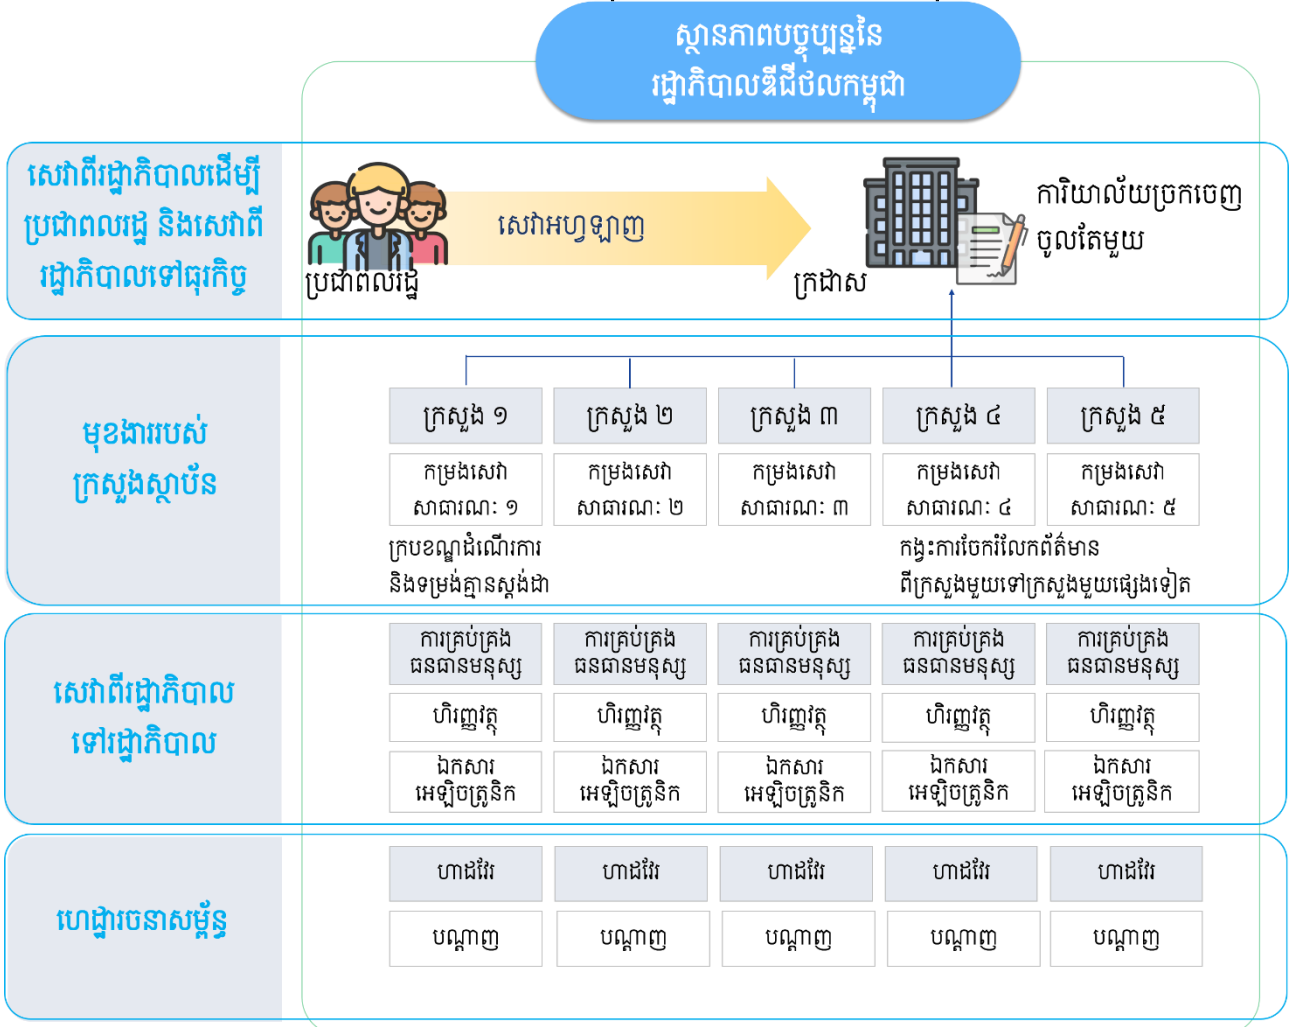 ស្ថានភាពបច្ចុប្បន្ននៃ
រដ្ឋាភិបាលឌីជីថលកម្ពុជា
សេវាពីរដ្ឋាភិបាលដើម្បី
ប្រជាពលរដ្ឋ និងសេវាពី
រដ្ឋាភិបាលទៅធុរកិច្ច
សេវាអហ្វឡាញ
ប្រជាពលរដ្ឋ
ក្រដាស
ការិយាល័យច្រកចេញ
ចូលតែមួយ
មុខងាររបស់
ក្រសួងស្ថាប័ន
ក្រសួង ១ ក្រសួង ២ ក្រសួង ៣ ក្រសួង ៤ ក្រសួង ៥
កម្រងសេវា កម្រងសេវា កម្រងសេវា កម្រងសេវា កម្រងសេវា
សាធារណៈ ១ សាធារណៈ ២ សាធារណៈ ៣ សាធារណៈ ៤ សាធារណៈ ៥
ក្របខណ្ឌដំណើរការ
និងទម្រង់គ្មានស្តង់ដា
កង្វះការចែករំលែកព័ត៌មាន
ពីក្រសួងមួយទៅក្រសួងមួយផ្សេងទៀត
សេវាពីរដ្ឋាភិបាល
ទៅរដ្ឋាភិបាល
ការគ្រប់គ្រង ការគ្រប់គ្រង ការគ្រប់គ្រង ការគ្រប់គ្រង ការគ្រប់គ្រង
ធនធានមនុស្ស ធនធានមនុស្ស ធនធានមនុស្ស ធនធានមនុស្ស ធនធានមនុស្ស
ហិរញ្ញវត្ថុ ហិរញ្ញវត្ថុ ហិរញ្ញវត្ថុ ហិរញ្ញវត្ថុ ហិរញ្ញវត្ថុ
ឯកសារ ឯកសារ ឯកសារ ឯកសារ ឯកសារ
អេឡិចត្រូនិក អេឡិចត្រូនិក អេឡិចត្រូនិក អេឡិចត្រូនិក អេឡិចត្រូនិក
ហេដ្ឋារចនាសម្ព័ន្ធ
ហាដវែរ ហាដវែរ ហាដវែរ ហាដវែរ ហាដវែរ
បណ្តាញ បណ្តាញ បណ្តាញ បណ្តាញ បណ្តាញ